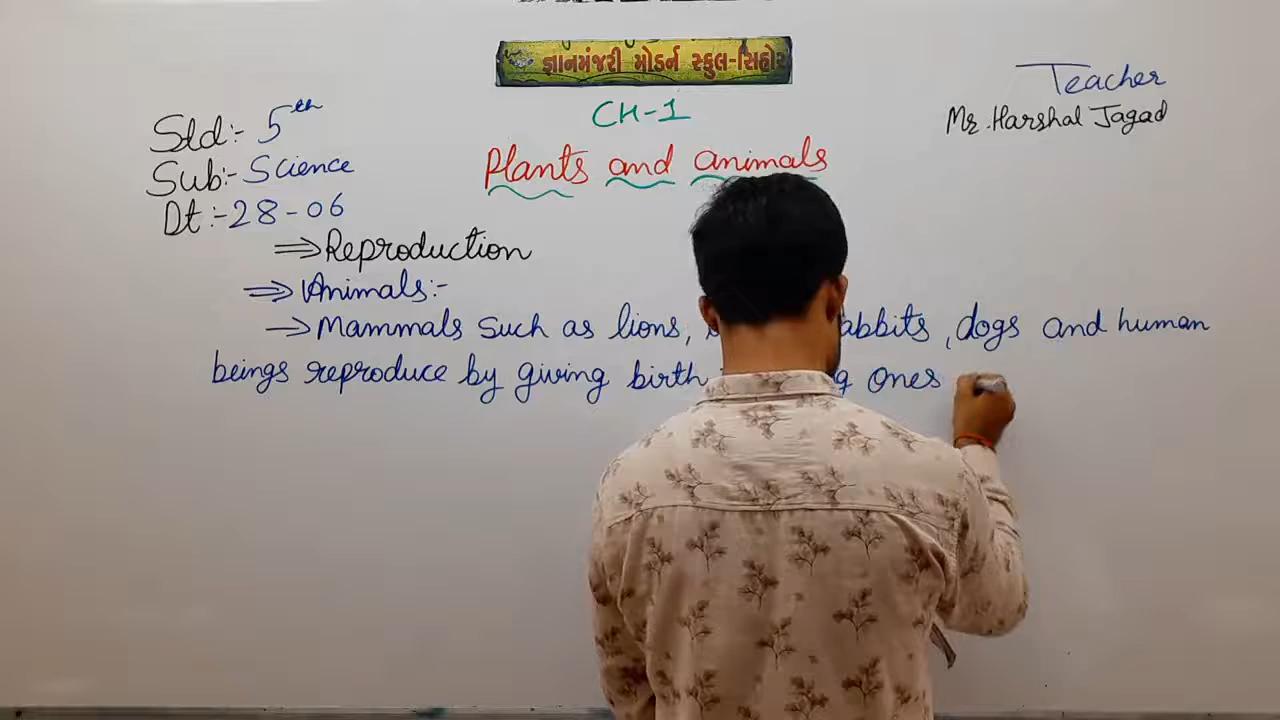 જ્ઞાનમંજરી મોડર્ન સ્કુલ-સિહોર
CH-1
Teacher
Mr. Harshal Jagad
Std:- 5th
Sub:- Science
Dt:- 28-06
Plants and animals
⇒ Reproduction
⇒ Animals:-
→ Mammals such as lions, abbits, dogs and human
beings reproduce by giving birth g ones